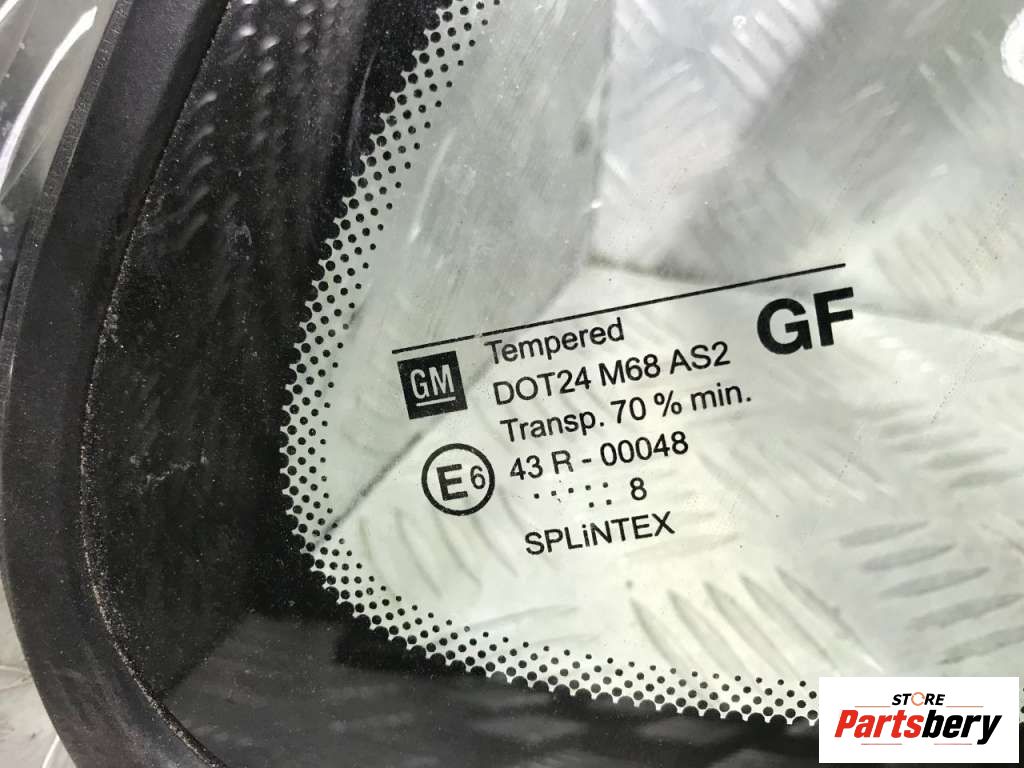 GM
Tempered
GF
DOT24 M68 AS2
Transp. 70 % min.
E6
43 R - 00048
8
SPLiNTEX
STORE
Partsbery